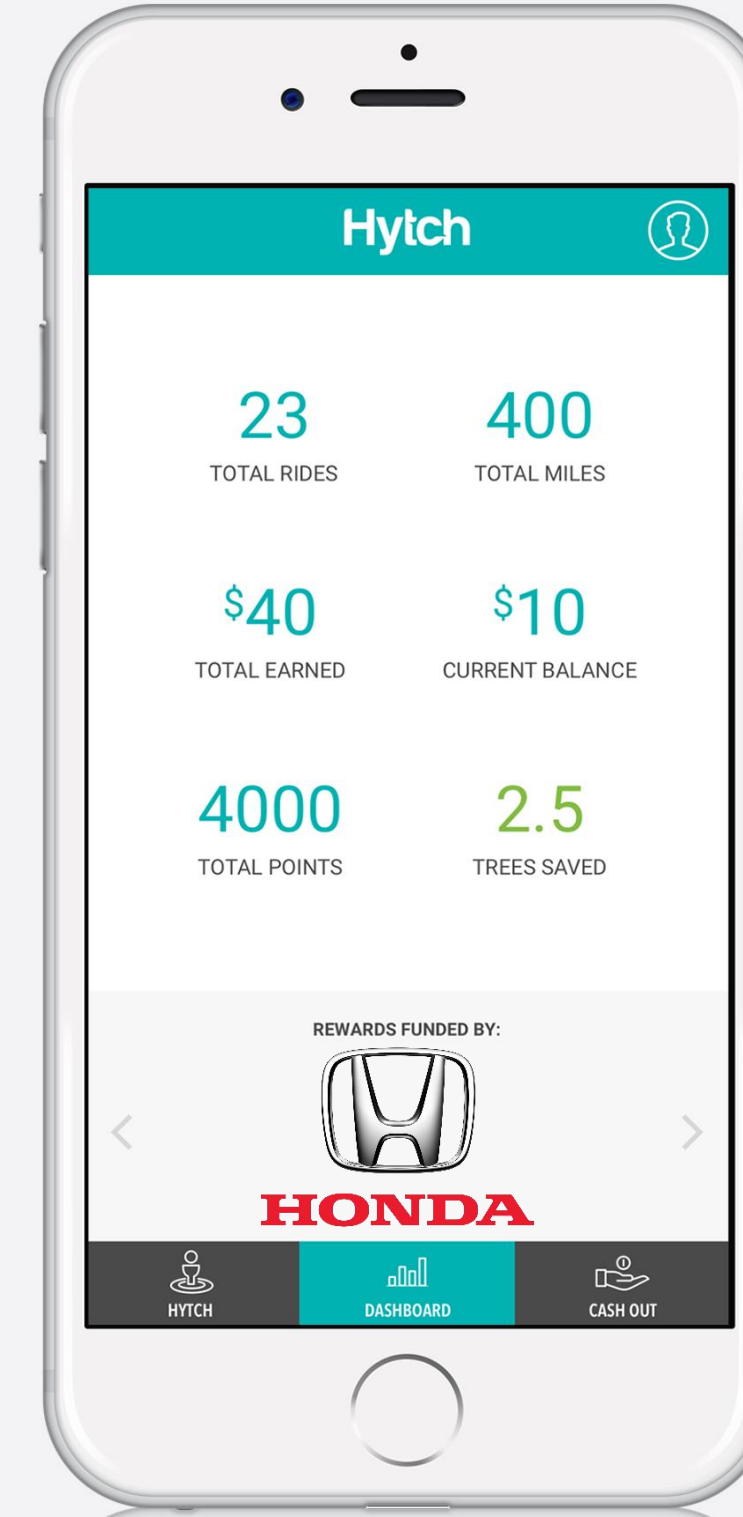 Hytch
23 400
TOTAL RIDES TOTAL MILES
$40 $10
TOTAL EARNED CURRENT BALANCE
4000 2.5
TOTAL POINTS TREES SAVED
REWARDS FUNDED BY:
HONDA
HYTCH DASHBOARD CASH OUT